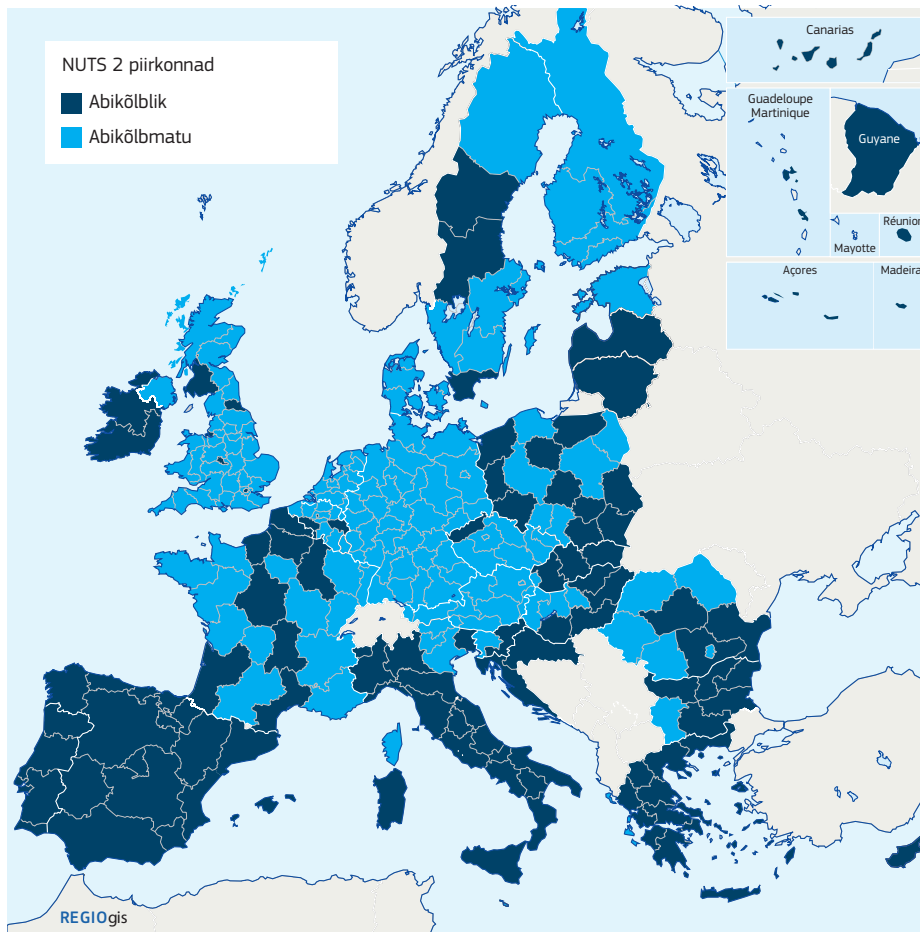 NUTS 2 piirkonnad
Abikõlblik
Abikõlbmatu
Canarias
Guadeloupe
Martinique
Guyane
Mayotte
Réunion
Açores
Madeira
REGIOgis